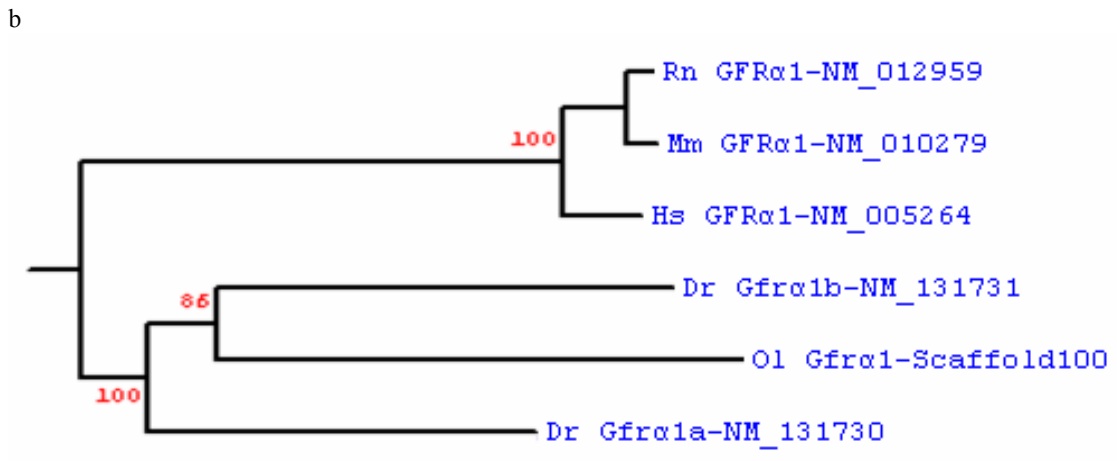 b
Rn GFRα1-NM_012959
100
Mm GFRα1-NM_010279
Hs GFRα1-NM_005264
86
Dr Gfrα1b-NM_131731
Ol Gfrα1-Scaffold100
100
Dr Gfrα1a-NM_131730